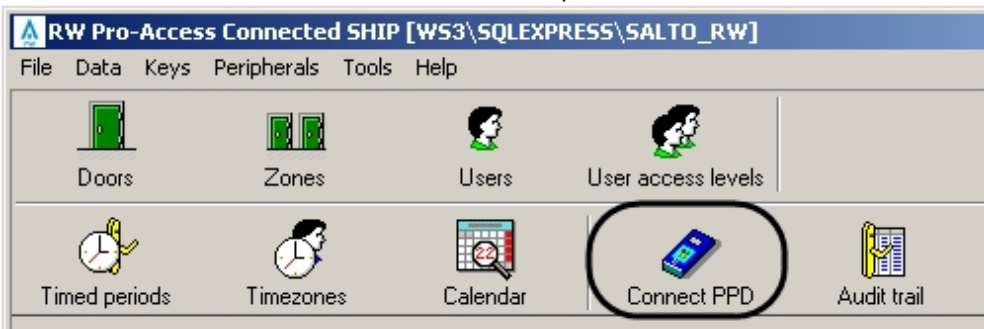 RW Pro-Access Connected SHIP [WS3\SQLEXPRESS\SALTO_RW]
File Data Keys Peripherals Tools Help
Doors Zones Users User access levels
22
Timed periods Timezones Calendar Connect PPD Audit trail